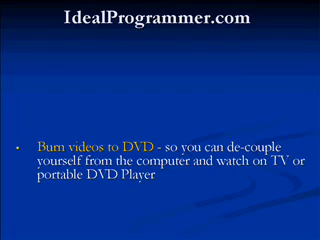 IdealProgrammer.com
• Burn videos to DVD - so you can de-couple
yourself from the computer and watch on TV or
portable DVD Player